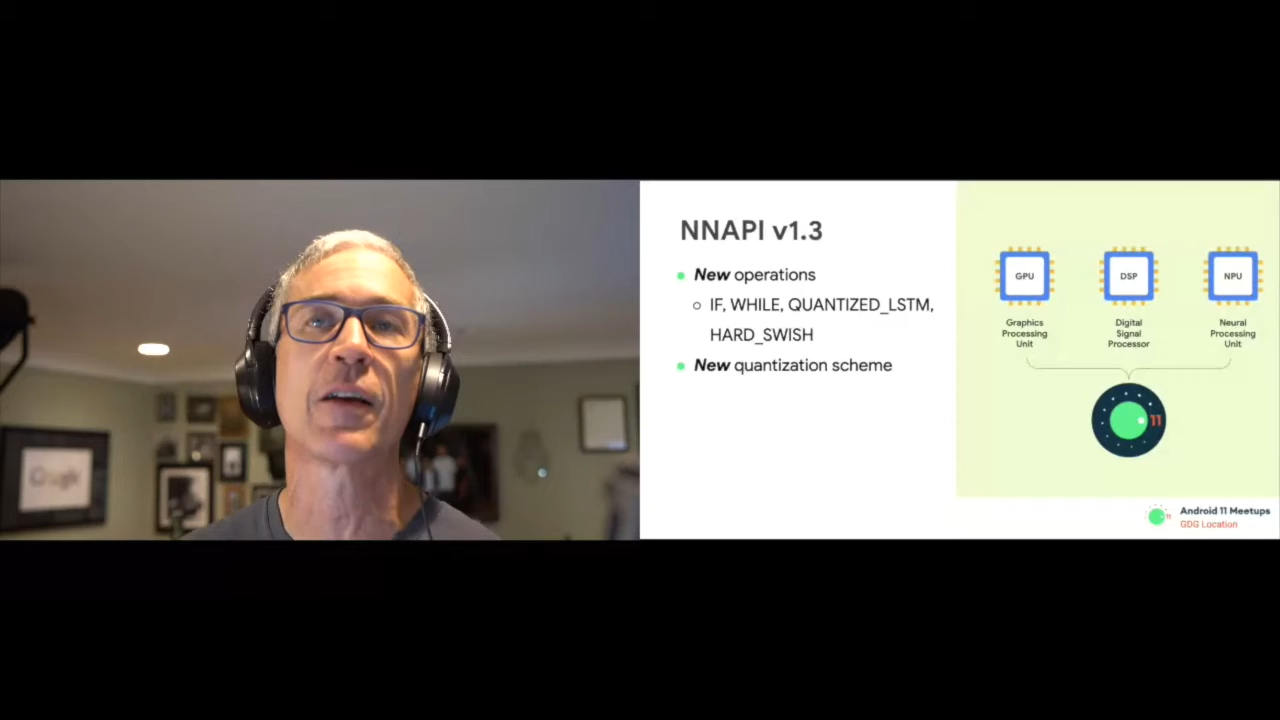 Google
NNAPI v1.3
New operations
IF, WHILE, QUANTIZED_LSTM,
HARD_SWISH
New quantization scheme
GPU
DSP
NPU
Graphics
Processing
Unit
Digital
Signal
Processor
Neural
Processing
Unit
11
Android 11 Meetups
GDG Location